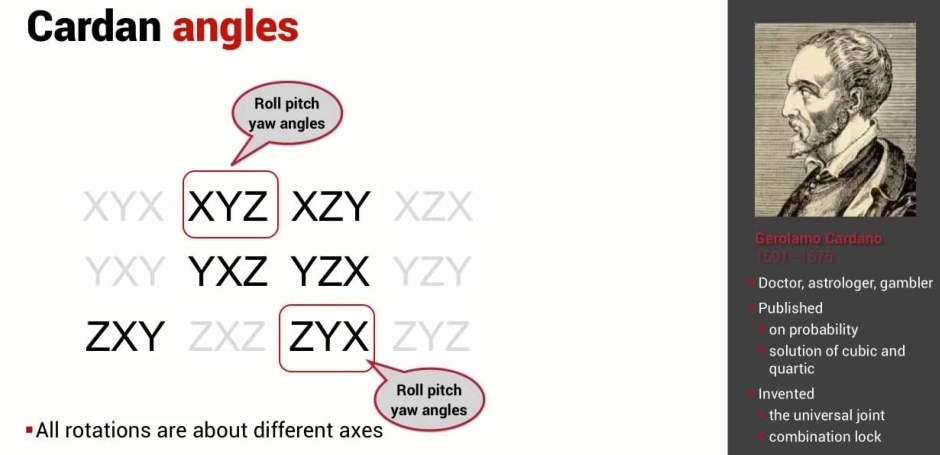 Cardan angles
Roll pitch
yaw angles
XYX XYZ XZY XZX
YXY YXZ YZX YZY
ZXY ZXZ ZYX ZYZ
Roll pitch
yaw angles
All rotations are about different axes
Gerolamo Cardano
1501–1576
Doctor, astrologer, gambler
Published
on probability
solution of cubic and
quartic
Invented
the universal joint
combination lock